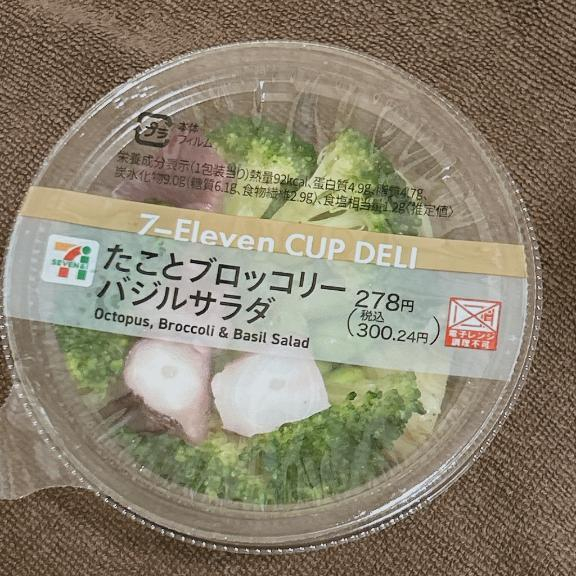 プラ
本体
フィルム
栄養成分表示(1包装当り)熱量92kcal、蛋白質4.9g、脂質4.7g、
炭水化物9.0g(糖質6.1g、食物繊維2.9g)、食塩相当量1.2g〈推定値〉
7-Eleven CUP DELI
7
SEVEN&i
たことブロッコリー
バジルサラダ
Octopus, Broccoli & Basil Salad
278円
税込
(300.24円)
電子レンジ
調理不可